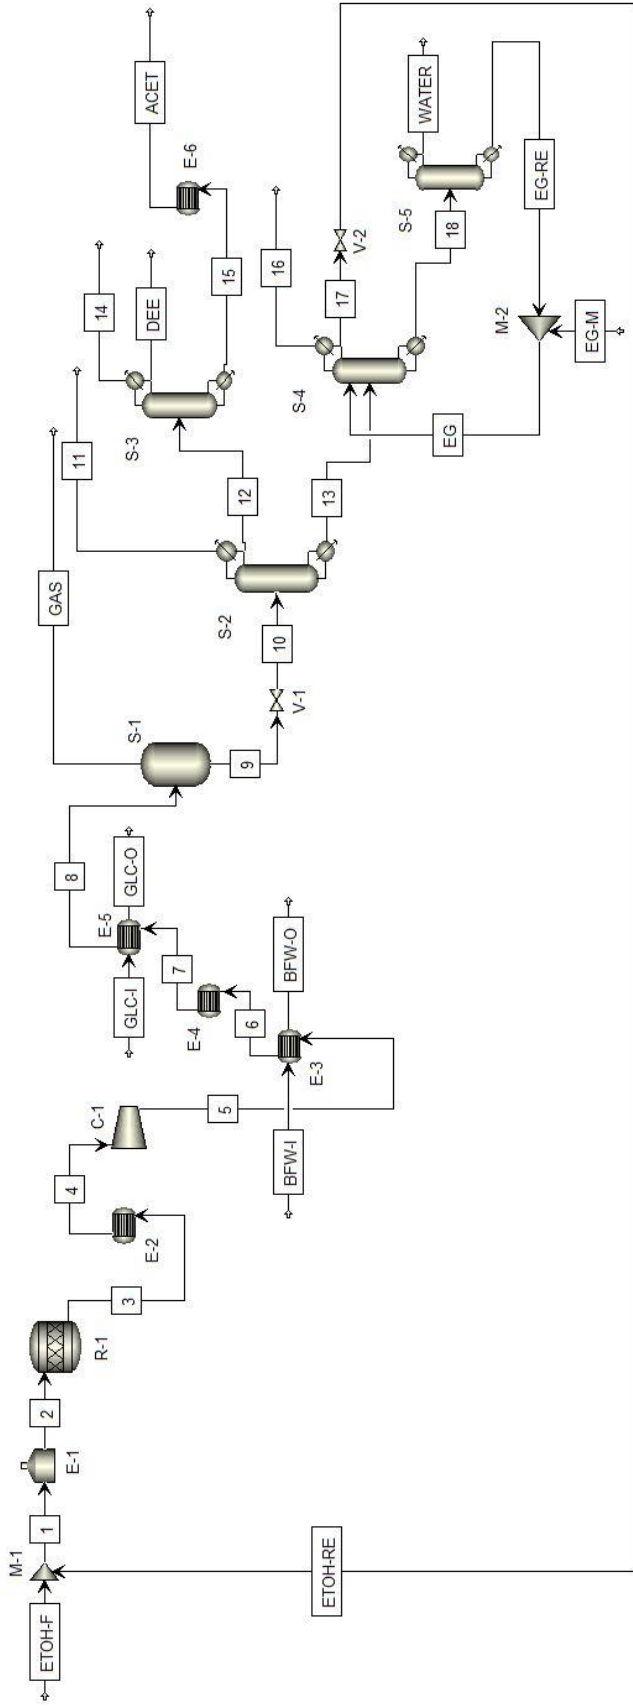 ETOH-F
M-1
1
E-1
2
R-1
3
E-2
4
C-1
5
BFW-I
E-3
BFW-O
6
E-4
7
GLC-I
E-5
GLC-O
8
S-1
GAS
9
V-1
10
S-2
11
12
13
S-3
14
DEE
15
E-6
ACET
S-4
16
17
V-2
EG
18
S-5
WATER
EG-RE
M-2
EG-M
ETOH-RE